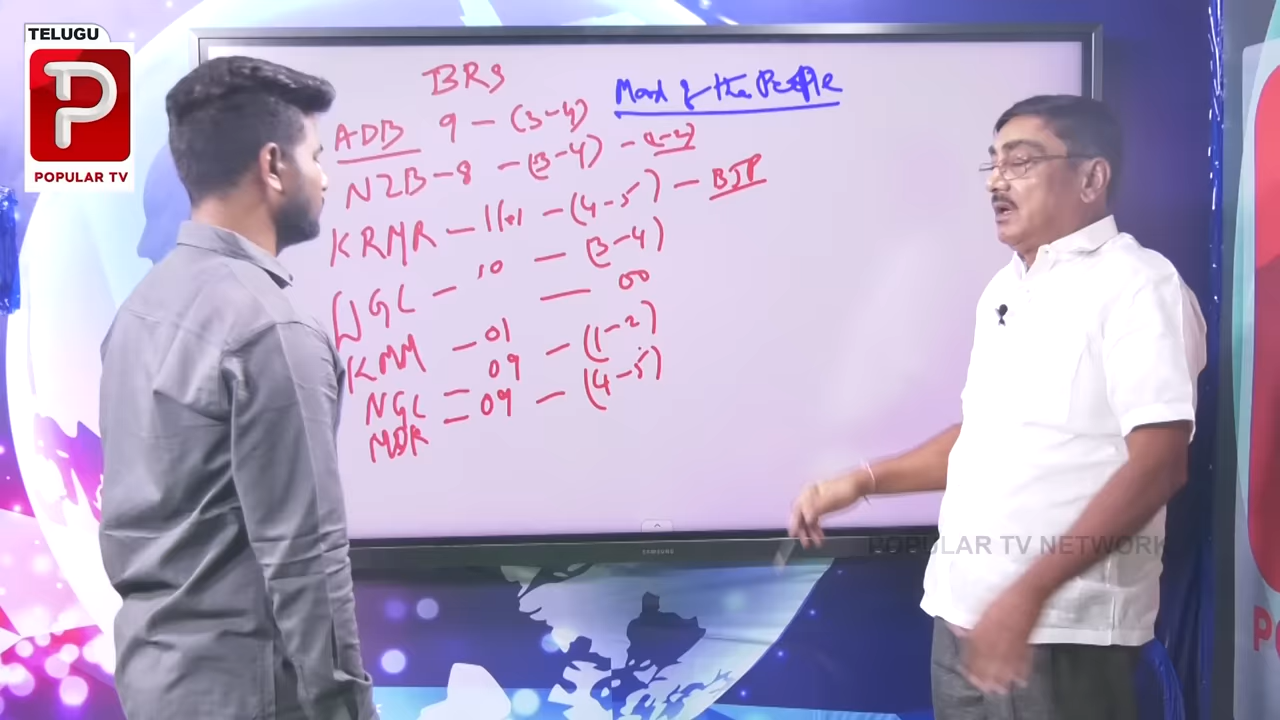 TELUGU
P
POPULAR TV
BRS
Mood of the People
ADB 9 - (3-4)
NZB - 8 - (3-4) -
KRMR - 11+1 - (4-5) - BJP
WGL - 10 - (3-4)
KMM - 01 - 00
NGL = 09 - (1-2)
MDK = 09 - (4-5)
SAMSUNG
POPULAR TV NETWORK